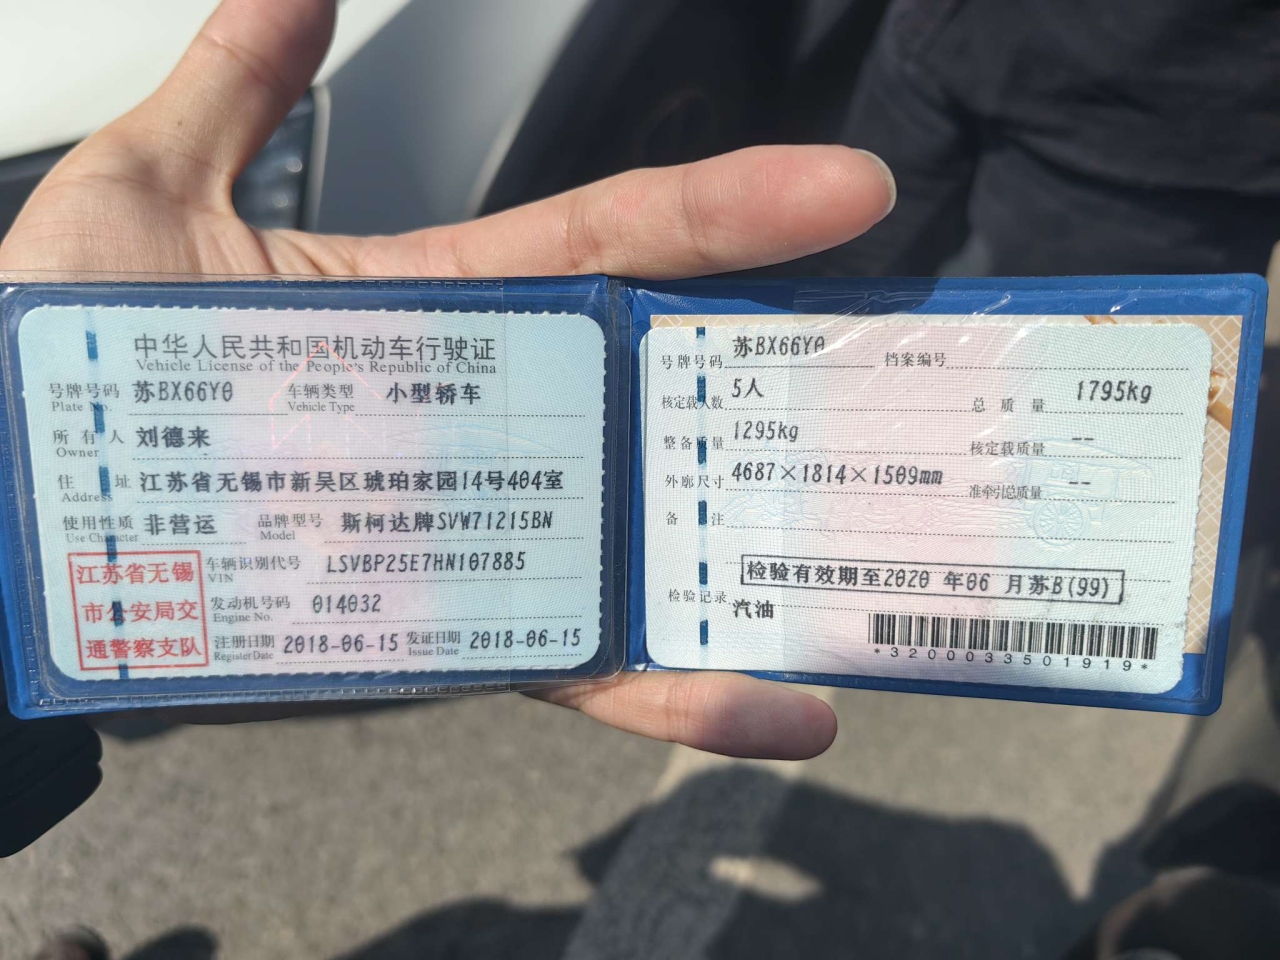 中华人民共和国机动车行驶证
Vehicle License of the People's Republic of China
号牌号码 苏BX66Y0 车辆类型 小型轿车
Plate No. Vehicle Type
所有人 刘德来
Owner
住址 江苏省无锡市新吴区琥珀家园14号404室
Address
使用性质 非营运 品牌型号 斯柯达牌SVW71215BN
Use Character Model
江苏省无锡
市公安局交
通警察支队
车辆识别代号 LSVBP25E7HN107885
VIN
发动机号码 014032
Engine No.
注册日期 2018-06-15 发证日期 2018-06-15
Register Date Issue Date
号牌号码 苏BX66Y0 档案编号
核定载人数 5人 总质量 1795kg
整备质量 1295kg 核定载质量 --
外廓尺寸 4687×1814×1509mm 准牵引总质量 --
备注
检验有效期至2020 年06 月苏B(99)
检验记录
汽油
*3200033501919*